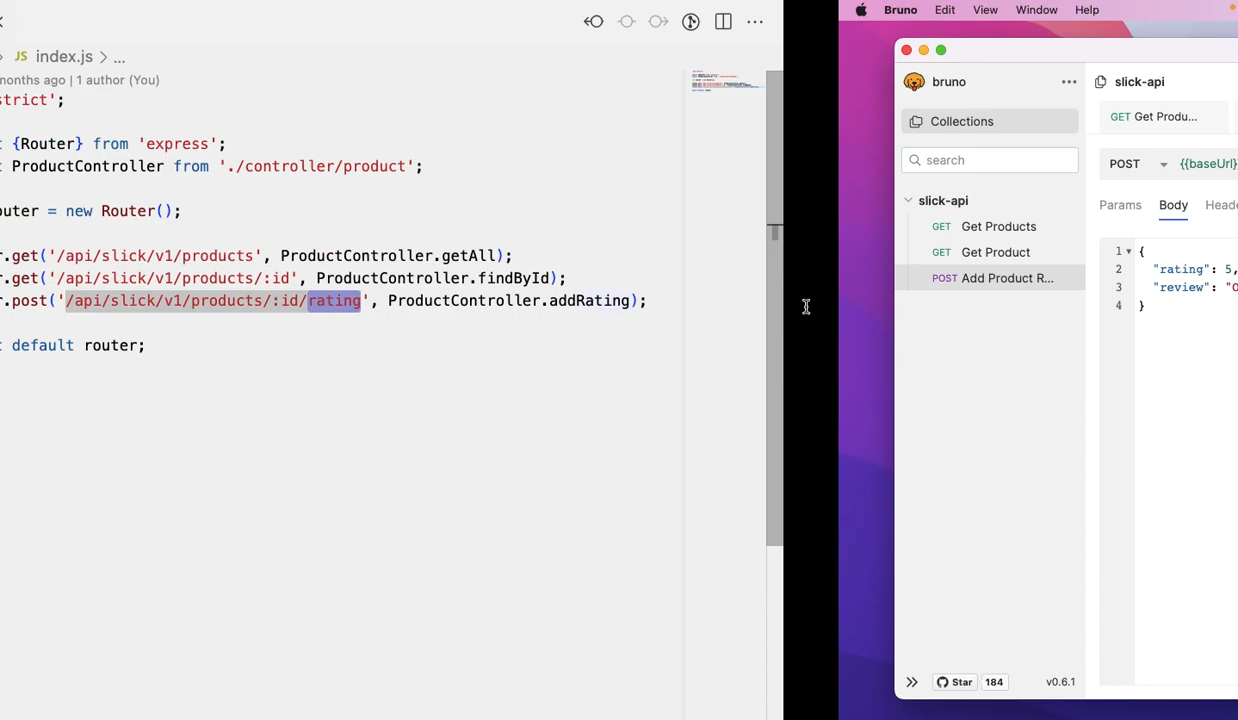 JS index.js > ...
months ago | 1 author (You)
trict';
{Router} from 'express';
ProductController from './controller/product';
outer = new Router();
r.get('/api/slick/v1/products', ProductController.getAll);
r.get('/api/slick/v1/products/:id', ProductController.findById);
r.post('/api/slick/v1/products/:id/rating', ProductController.addRating);
t default router;
Bruno Edit View Window Help
bruno
Collections
search
slick-api
GET Get Products
GET Get Product
POST Add Product R...
Star 184 v0.6.1
slick-api
GET Get Produ...
POST {{baseUrl}
Params Body Heade
1 {
2 "rating": 5,
3 "review": "O
4 }